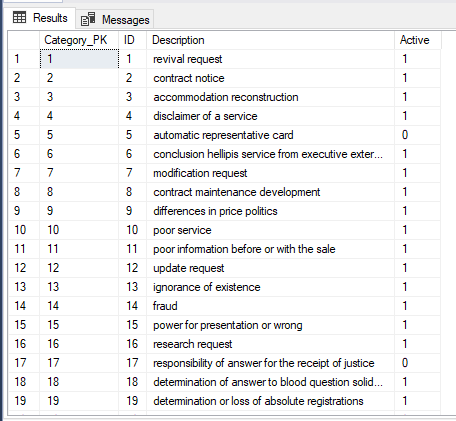 Results Messages
Category_PK ID Description Active
1 1 1 revival request 1
2 2 2 contract notice 1
3 3 3 accommodation reconstruction 1
4 4 4 disclaimer of a service 1
5 5 5 automatic representative card 0
6 6 6 conclusion hellipis service from executive exter... 1
7 7 7 modification request 1
8 8 8 contract maintenance development 1
9 9 9 differences in price politics 1
10 10 10 poor service 1
11 11 11 poor information before or with the sale 1
12 12 12 update request 1
13 13 13 ignorance of existence 1
14 14 14 fraud 1
15 15 15 power for presentation or wrong 1
16 16 16 research request 1
17 17 17 responsibility of answer for the receipt of justice 0
18 18 18 determination of answer to blood question solid... 1
19 19 19 determination or loss of absolute registrations 1